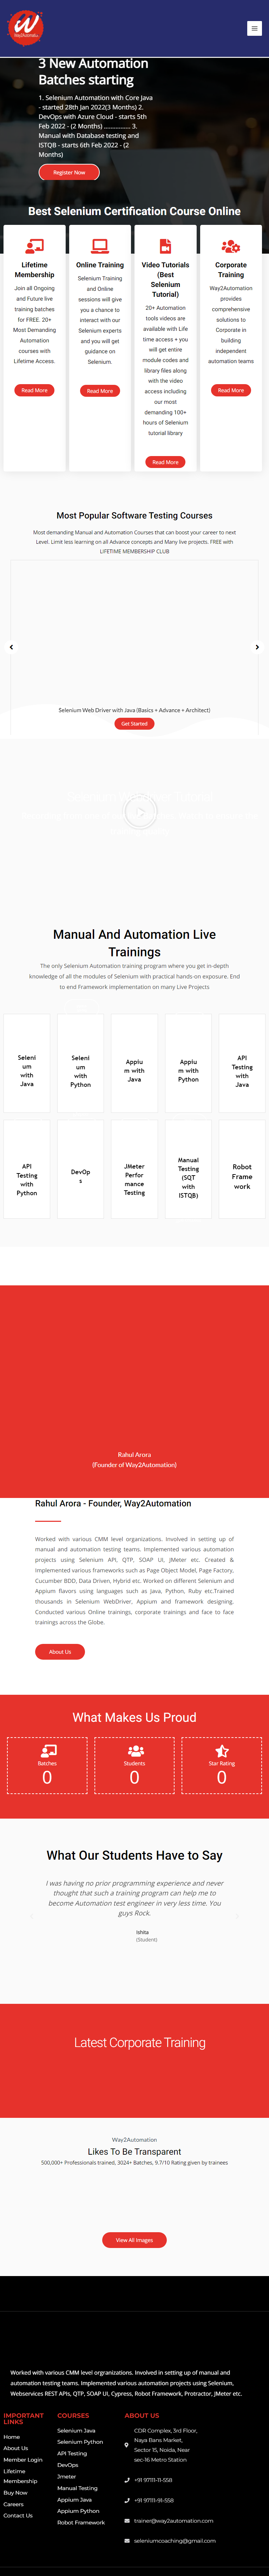 3 New Automation
Batches starting
1. Selenium Automation with Core Java
- started 28th Jan 2022(3 Months) 2.
DevOps with Azure Cloud - starts 5th
Feb 2022 - (2 Months) ................. 3.
Manual with Database testing and
ISTQB - starts 6th Feb 2022 - (2
Months)
Register Now
Best Selenium Certification Course Online
Lifetime
Membership
Join all Ongoing
and Future live
training batches
for FREE. 20+
Most Demanding
Automation
courses with
Lifetime Access.
Read More
Online Training
Selenium Training
and Online
sessions will give
you a chance to
interact with our
Selenium experts
and you will get
guidance on
Selenium.
Read More
Video Tutorials
(Best
Selenium
Tutorial)
20+ Automation
tools videos are
available with Life
time access + you
will get entire
module codes and
library files along
with the video
access including
our most
demanding 100+
hours of Selenium
tutorial library
Read More
Corporate
Training
Way2Automation
provides
comprehensive
solutions to
Corporate in
building
independent
automation teams
Read More
Most Popular Software Testing Courses
Most demanding Manual and Automation Courses that can boost your career to next
Level. Limit less learning on all Advance concepts and Many live projects. FREE with
LIFETIME MEMBERSHIP CLUB
Selenium Web Driver with Java (Basics + Advance + Architect)
Get Started
Manual And Automation Live
Trainings
The only Selenium Automation training program where you get in-depth
knowledge of all the modules of Selenium with practical hands-on exposure. End
to end Framework implementation on many Live Projects
Seleni
um
with
Java
Seleni
um
with
Python
Appiu
m with
Java
Appiu
m with
Python
API
Testing
with
Java
API
Testing
with
Python
DevOp
s
JMeter
Perfor
mance
Testing
Manual
Testing
(SQT
with
ISTQB)
Robot
Frame
work
Rahul Arora
(Founder of Way2Automation)
Rahul Arora - Founder, Way2Automation
Worked with various CMM level organizations. Involved in setting up of
manual and automation testing teams. Implemented various automation
projects using Selenium API, QTP, SOAP UI, JMeter etc. Created &
Implemented various frameworks such as Page Object Model, Page Factory,
Cucumber BDD, Data Driven, Hybrid etc. Worked on different Selenium and
Appium flavors using languages such as Java, Python, Ruby etc.Trained
thousands in Selenium WebDriver, Appium and framework designing.
Conducted various Online trainings, corporate trainings and face to face
trainings across the Globe.
About Us
What Makes Us Proud
Batches
0
Students
0
Star Rating
0
What Our Students Have to Say
I was having no prior programming experience and never
thought that such a training program can help me to
become Automation test engineer in very less time. You
guys Rock.
Ishita
(Student)
Latest Corporate Training
Way2Automation
Likes To Be Transparent
500,000+ Professionals trained, 3024+ Batches, 9.7/10 Rating given by trainees
View All Images
Worked with various CMM level orgranizations. Involved in setting up of manual and
automation testing teams. Implemented various automation projects using Selenium,
Webservices REST APIs, QTP, SOAP UI, Cypress, Robot Framework, Protractor, JMeter etc.
IMPORTANT
LINKS
Home
About Us
Member Login
Lifetime
Membership
Buy Now
Careers
Contact Us
COURSES
Selenium Java
Selenium Python
API Testing
DevOps
Jmeter
Manual Testing
Appium Java
Appium Python
Robot Framework
ABOUT US
CDR Complex, 3rd Floor,
Naya Bans Market,
Sector 15, Noida, Near
sec-16 Metro Station
+91 97111-11-558
+91 97111-91-558
trainer@way2automation.com
seleniumcoaching@gmail.com